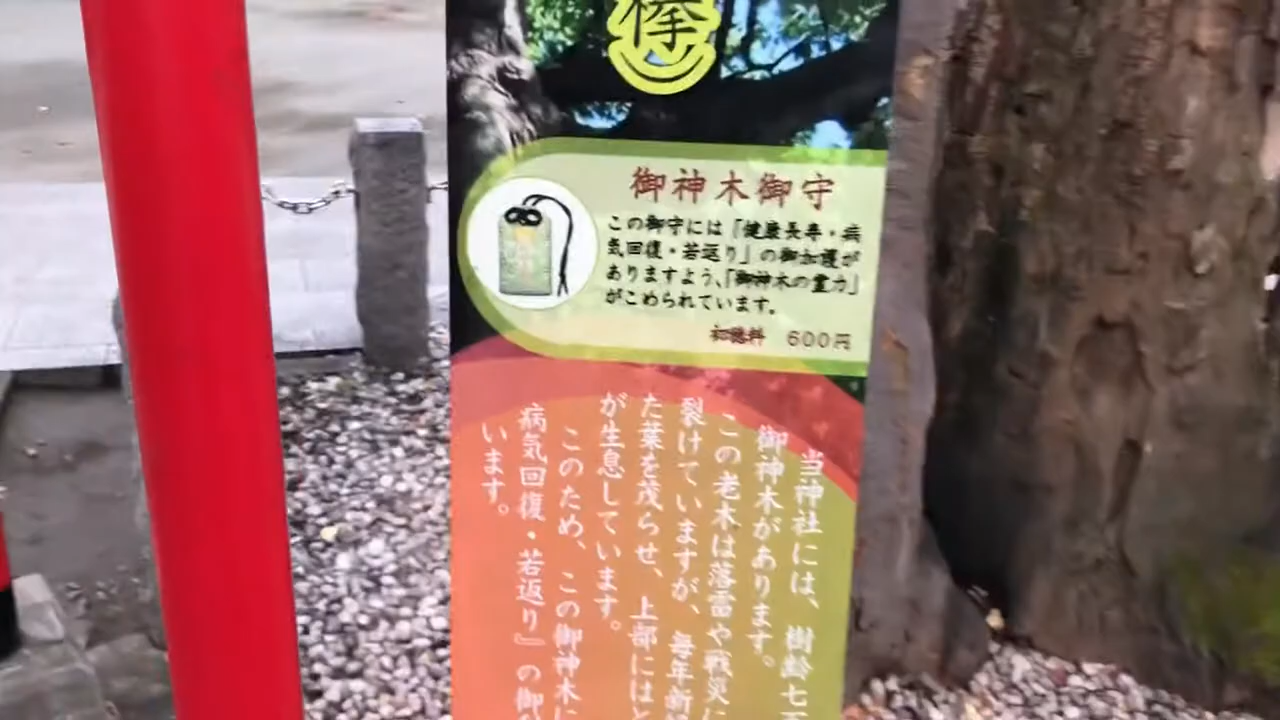 御神木御守
この御守には「健康長寿・病
気回復・若返り」の御加護が
ありますよう、「御神木の霊力」
がこめられています。
初穂料 600円
当神社には、樹齢七百
御神木があります。
この老木は落雷や戦災に
裂けていますが、毎年新
た葉を茂らせ、上部には
が生息しています。
このため、この御神木に
病気回復・若返り』の御
います。